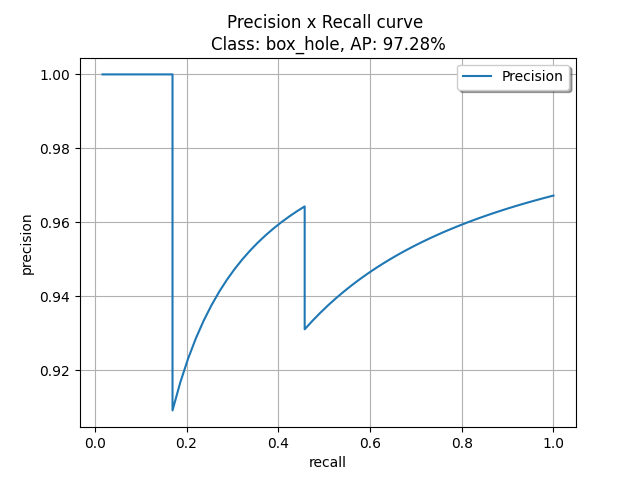 Precision x Recall curve
Class: box_hole, AP: 97.28%
Precision
1.00
0.98
0.96
0.94
0.92
precision
0.0 0.2 0.4 0.6 0.8 1.0
recall